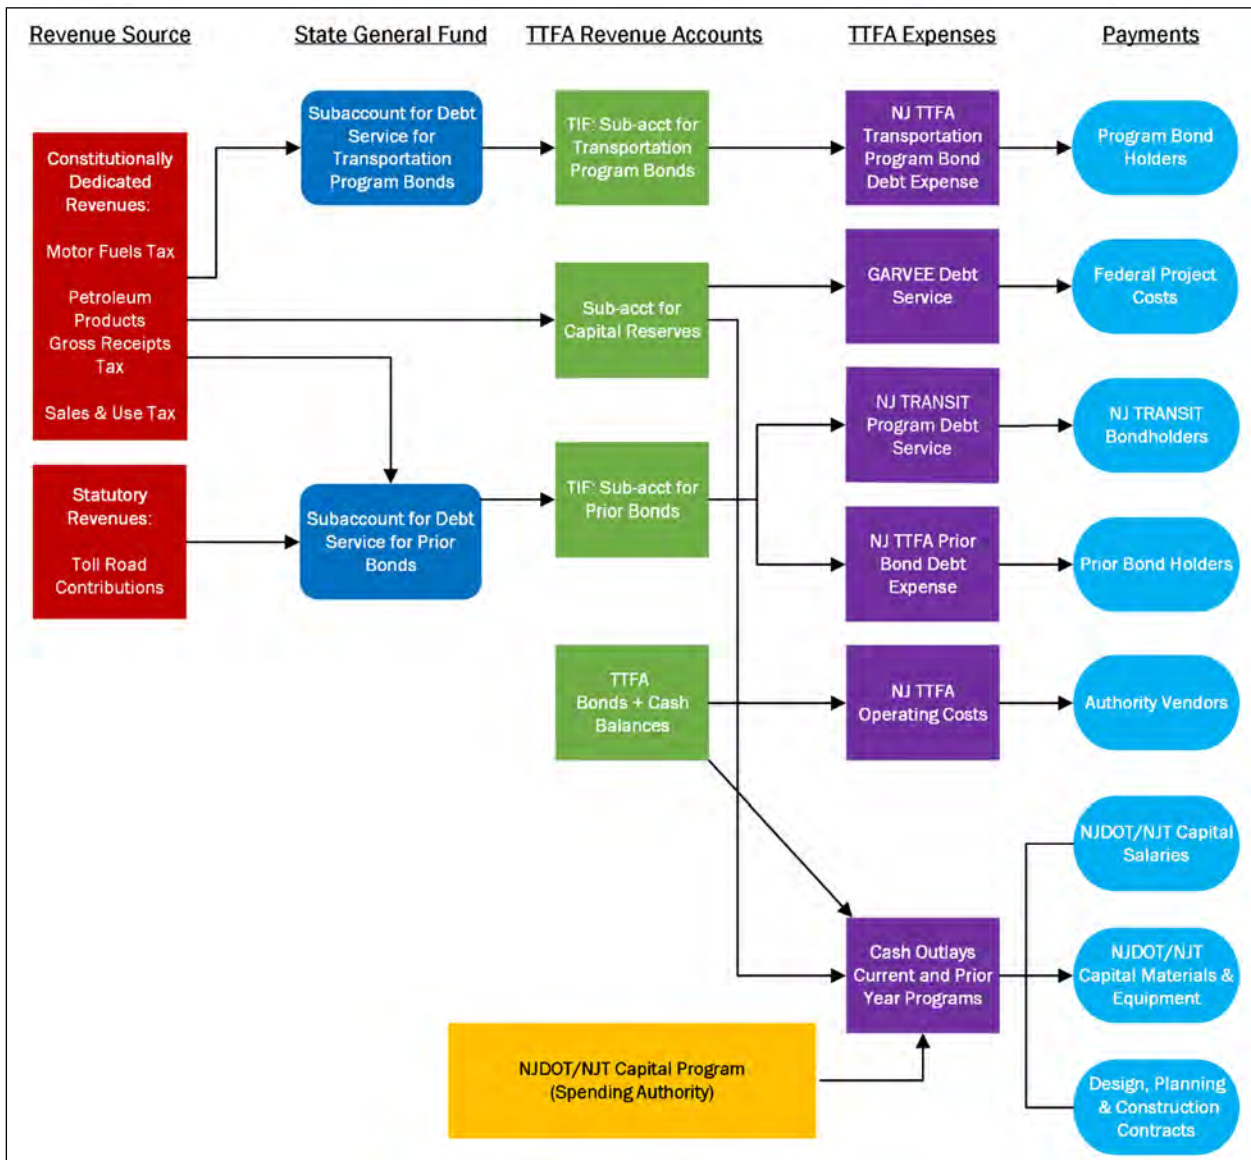 Revenue Source
State General Fund
TTFA Revenue Accounts
TTFA Expenses
Payments
Constitutionally
Dedicated
Revenues:
Motor Fuels Tax
Petroleum
Products
Gross Receipts
Tax
Sales & Use Tax
Statutory
Revenues:
Toll Road
Contributions
Subaccount for Debt
Service for
Transportation
Program Bonds
Subaccount for Debt
Service for Prior
Bonds
TIF: Sub-acct for
Transportation
Program Bonds
Sub-acct for
Capital Reserves
TIF: Sub-acct for
Prior Bonds
TTFA
Bonds + Cash
Balances
NJ TTFA
Transportation
Program Bond
Debt Expense
GARVEE Debt
Service
NJ TRANSIT
Program Debt
Service
NJ TTFA Prior
Bond Debt
Expense
NJ TTFA
Operating Costs
Cash Outlays
Current and Prior
Year Programs
NJDOT/NJT Capital Program
(Spending Authority)
Program Bond
Holders
Federal Project
Costs
NJ TRANSIT
Bondholders
Prior Bond Holders
Authority Vendors
NJDOT/NJT Capital
Salaries
NJDOT/NJT
Capital Materials &
Equipment
Design, Planning
& Construction
Contracts